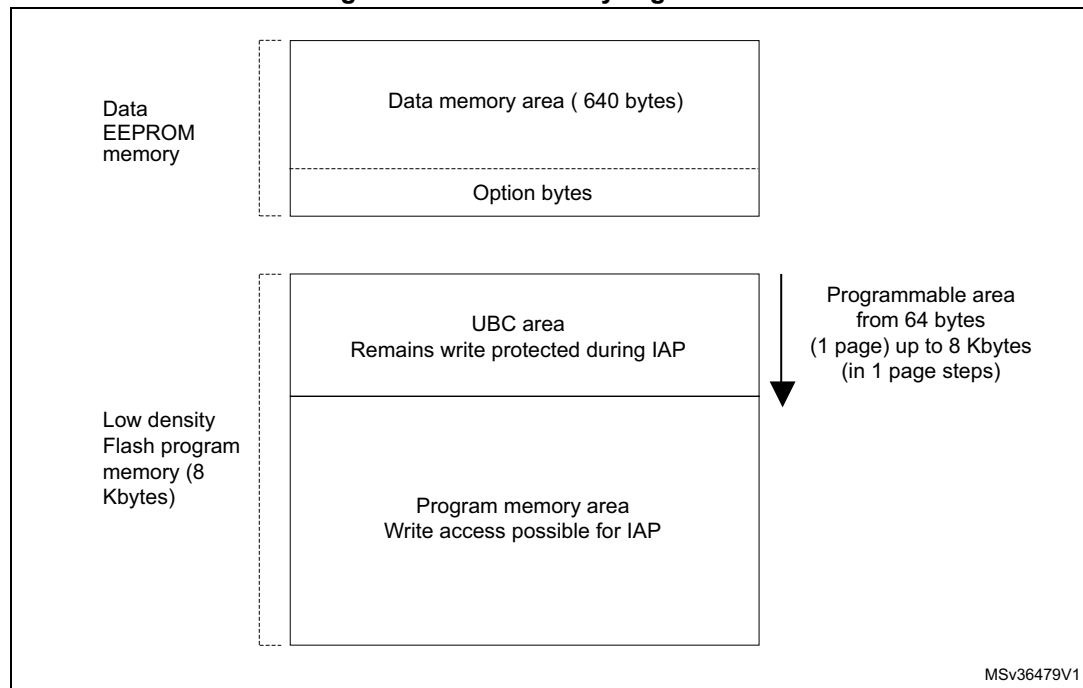 Data memory area ( 640 bytes)
Data
EEPROM
memory
Option bytes
Programmable area
from 64 bytes
(1 page) up to 8 Kbytes
(in 1 page steps)
UBC area
Remains write protected during IAP
Low density
Flash program
memory (8
Kbytes)
Program memory area
Write access possible for IAP
MSv36479V1